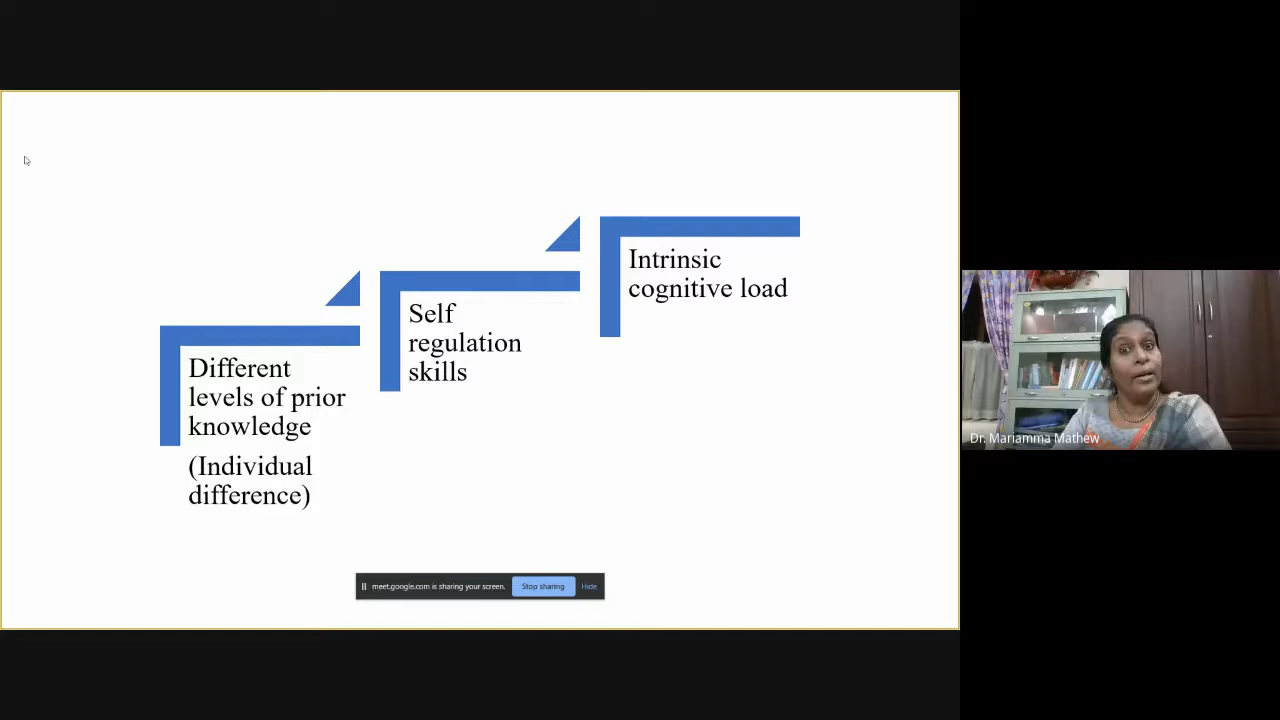 Different
levels of prior
knowledge
(Individual
difference)
Self
regulation
skills
Intrinsic
cognitive load
meet.google.com is sharing your screen.
Stop sharing
Hide
Dr. Mariamma Mathew